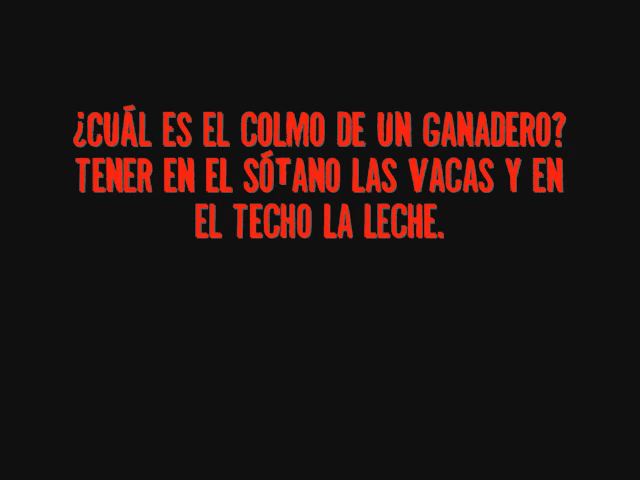 ¿CUÁL ES EL COLMO DE UN GANADERO?
TENER EN EL SÓTANO LAS VACAS Y EN
EL TECHO LA LECHE.